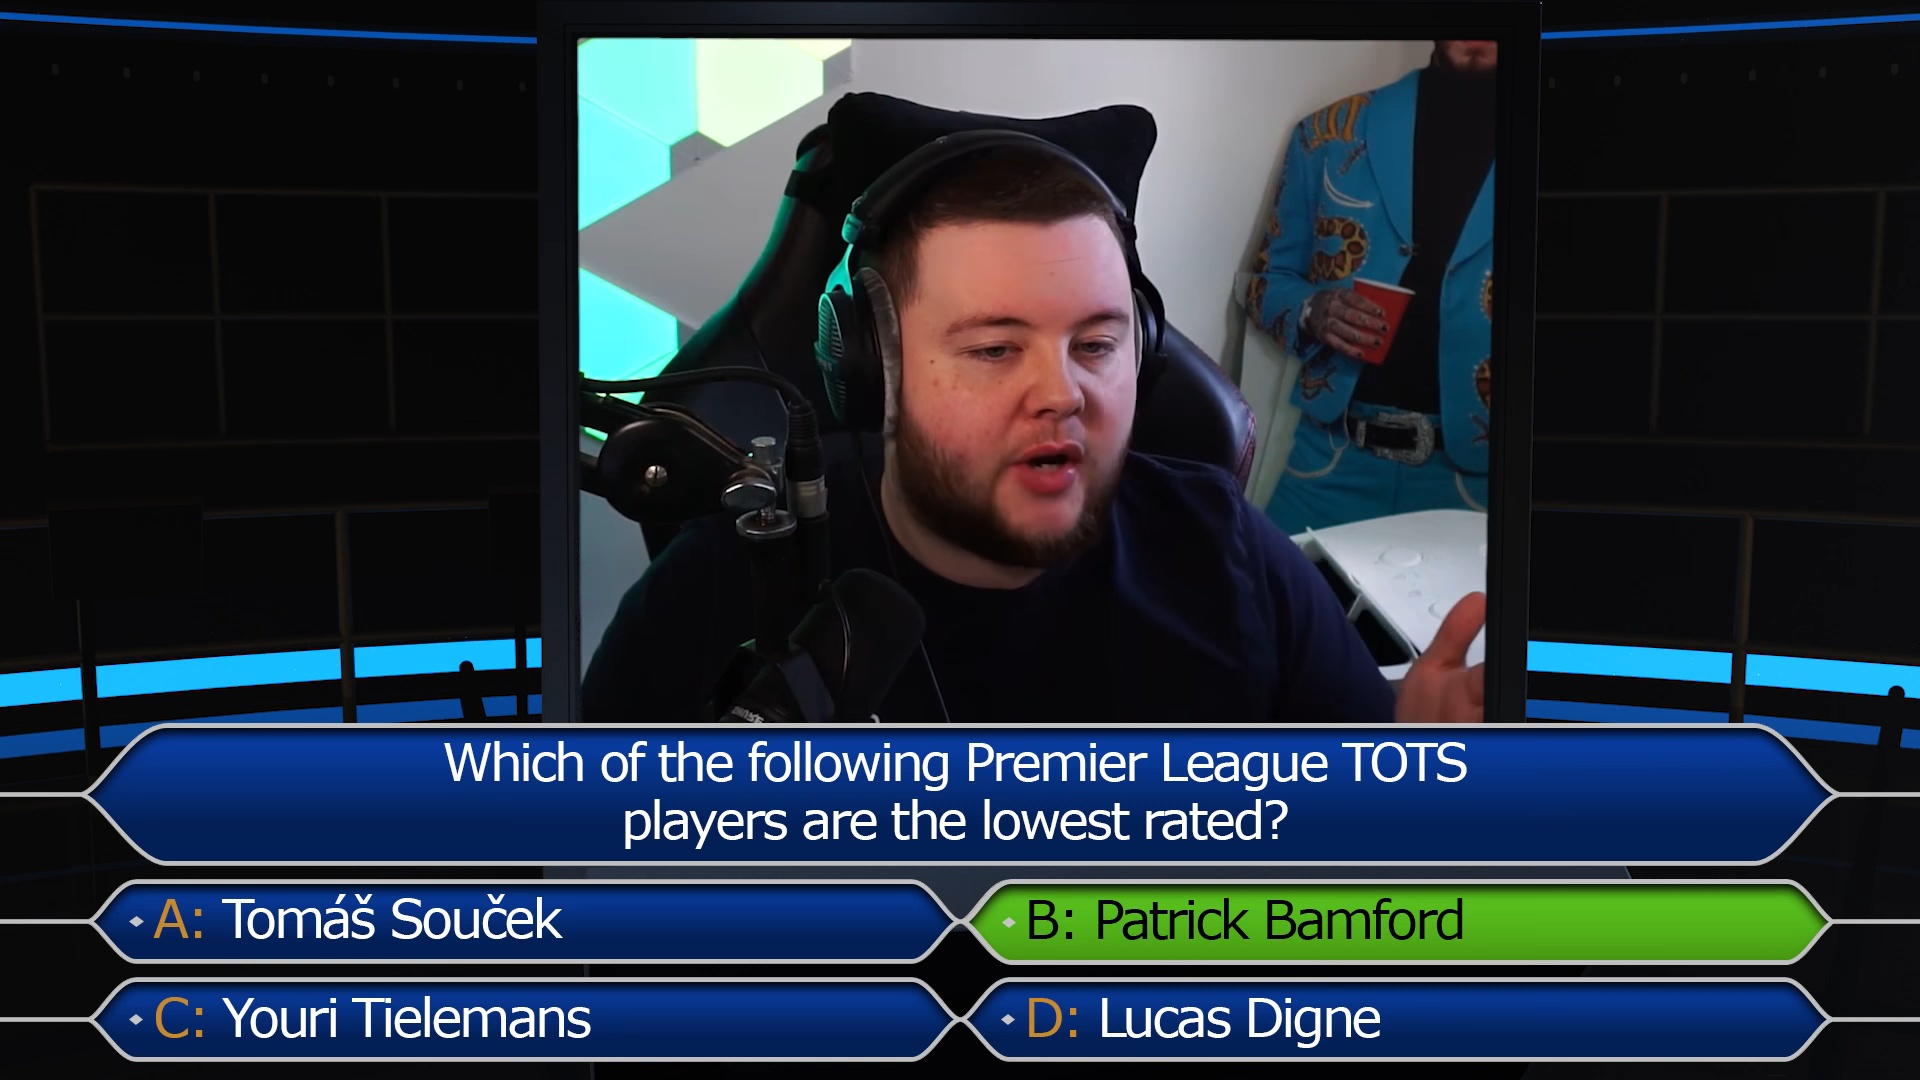 Which of the following Premier League TOTS
players are the lowest rated?
A: Tomáš Souček
B: Patrick Bamford
C: Youri Tielemans
D: Lucas Digne